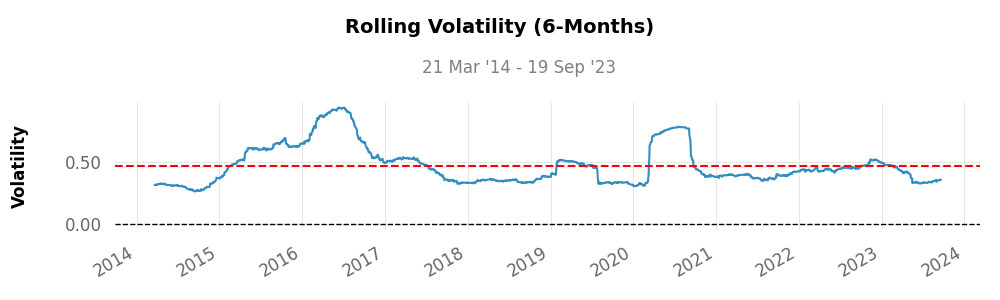 Rolling Volatility (6-Months)
21 Mar '14 - 19 Sep '23
Volatility
0.50
0.00
2014 2015 2016 2017 2018 2019 2020 2021 2022 2023 2024